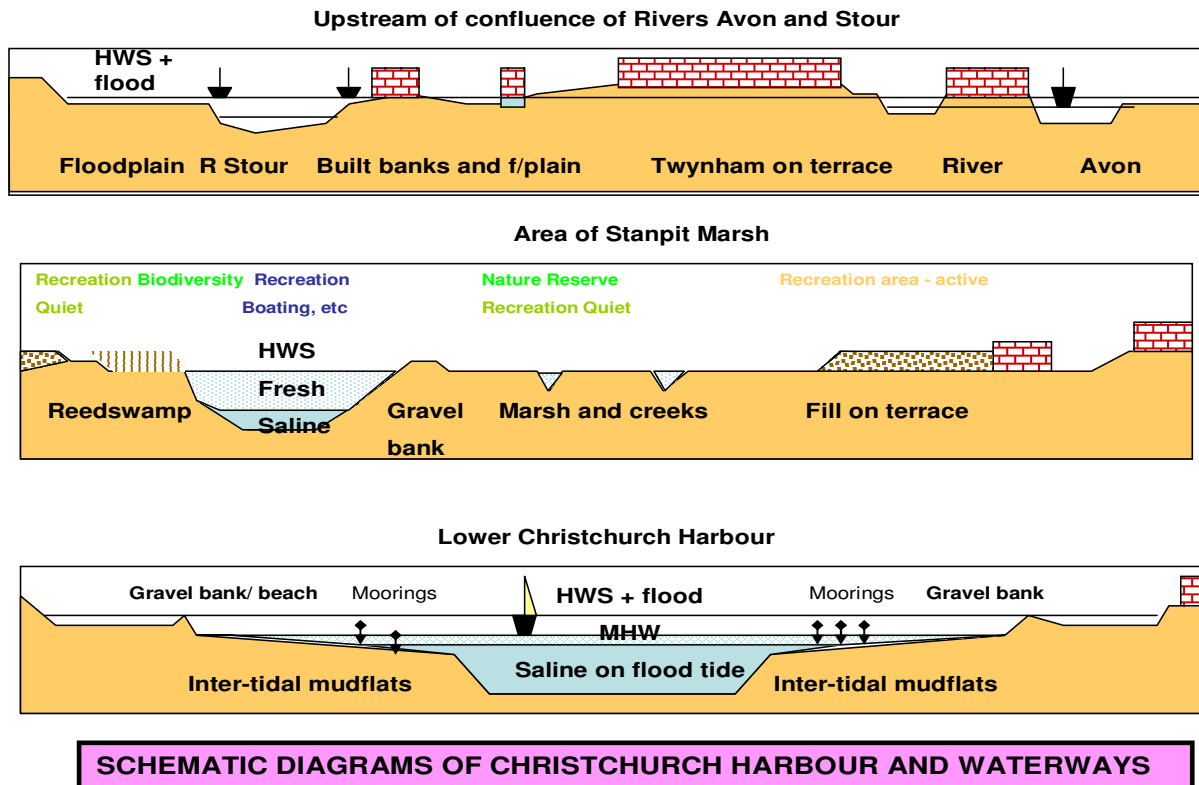 Upstream of confluence of Rivers Avon and Stour
HWS +
flood
Floodplain R Stour Built banks and f/plain Twynham on terrace River Avon
Area of Stanpit Marsh
Recreation Biodiversity Recreation Nature Reserve Recreation area - active
Quiet Boating, etc Recreation Quiet
HWS
Fresh
Reedswamp Gravel Marsh and creeks Fill on terrace
Saline
bank
Lower Christchurch Harbour
Gravel bank/ beach Moorings HWS + flood Moorings Gravel bank
MHW
Saline on flood tide
Inter-tidal mudflats Inter-tidal mudflats
SCHEMATIC DIAGRAMS OF CHRISTCHURCH HARBOUR AND WATERWAYS